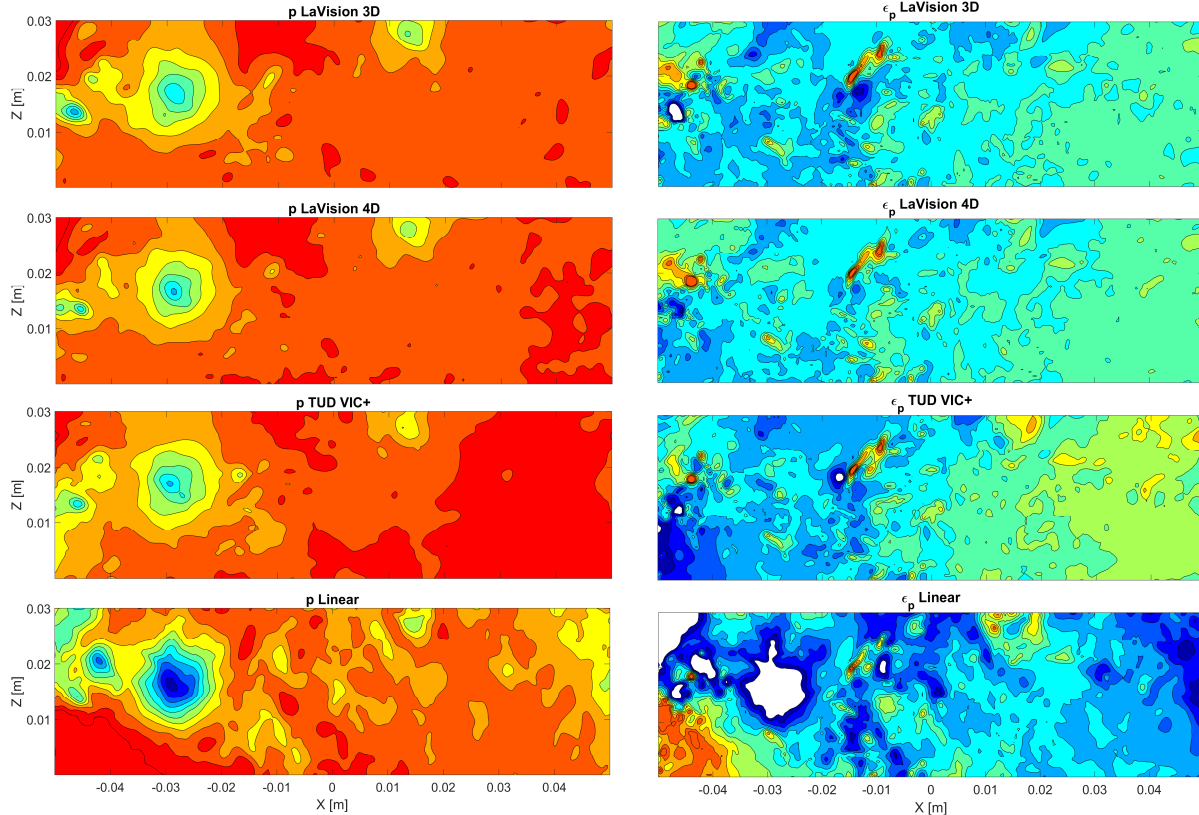 p LaVision 3D
0.03
0.02
0.01
Z [m]
ϵp LaVision 3D
p LaVision 4D
0.03
0.02
0.01
Z [m]
ϵp LaVision 4D
p TUD VIC+
0.03
0.02
0.01
Z [m]
ϵp TUD VIC+
p Linear
0.03
0.02
0.01
Z [m]
-0.04 -0.03 -0.02 -0.01 0 0.01 0.02 0.03 0.04
X [m]
ϵp Linear
-0.04 -0.03 -0.02 -0.01 0 0.01 0.02 0.03 0.04
X [m]